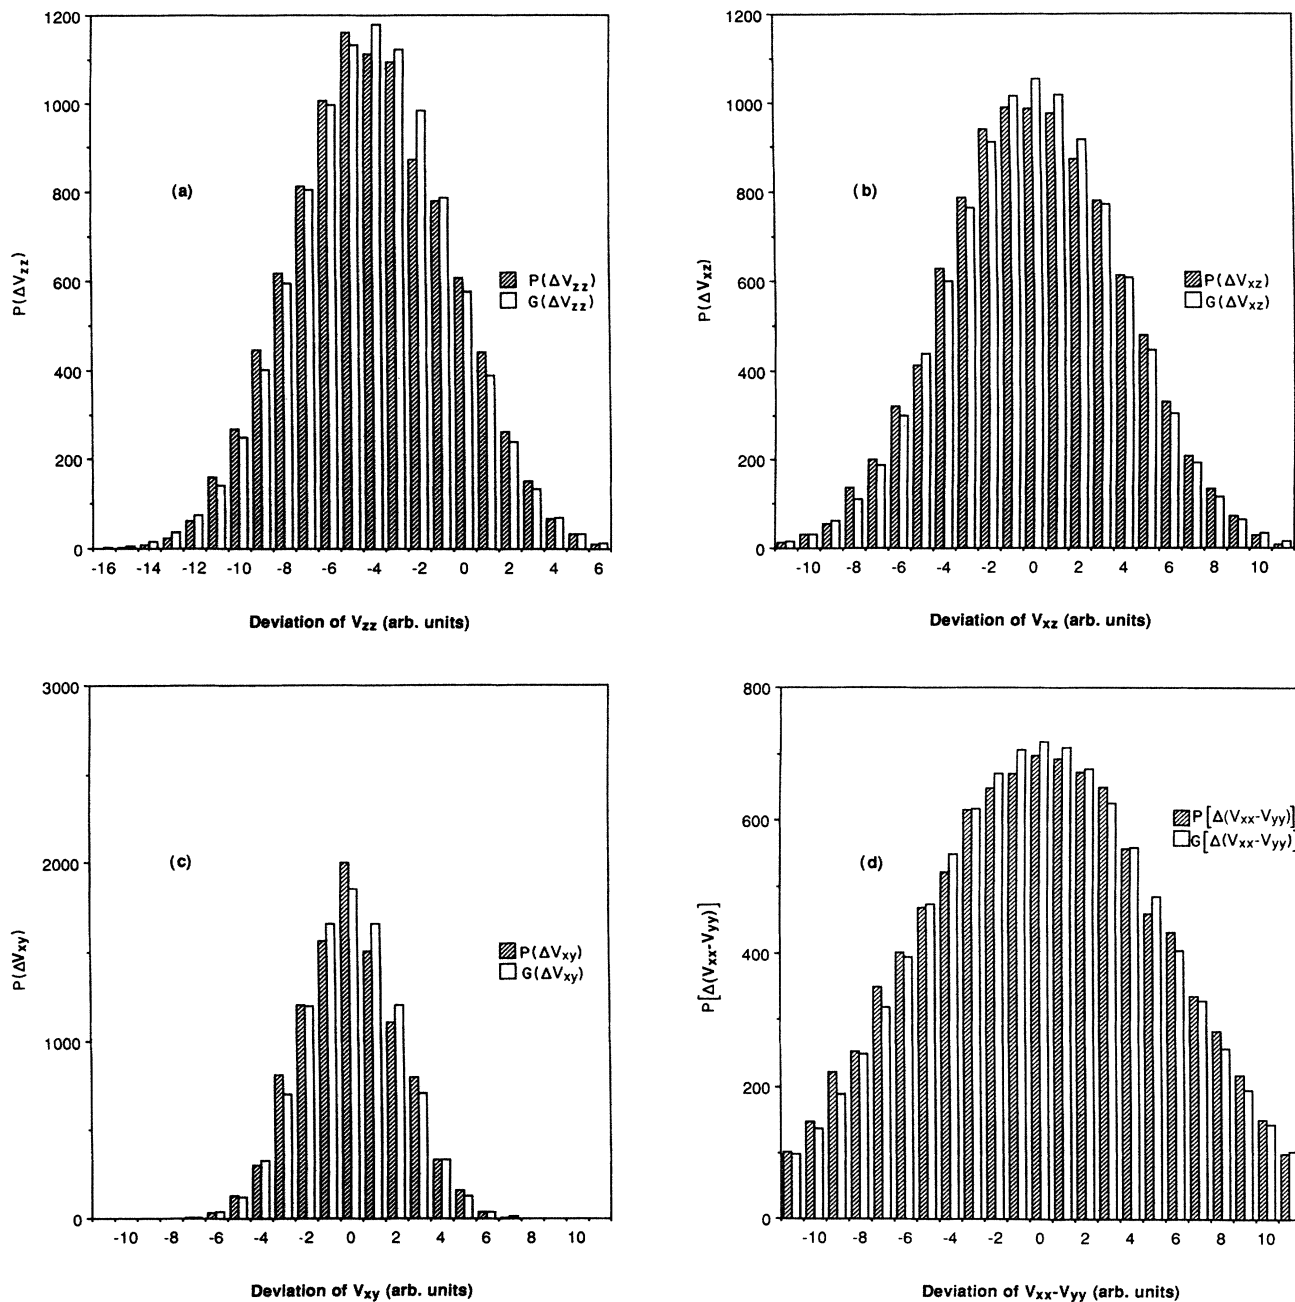 1200
1000
800
600
400
200
0
P(ΔVzz)
(a)
P(ΔVzz)
G(ΔVzz)
-16 -14 -12 -10 -8 -6 -4 -2 0 2 4 6
Deviation of Vzz (arb. units)
1200
1000
800
600
400
200
0
P(ΔVxz)
(b)
P(ΔVxz)
G(ΔVxz)
-10 -8 -6 -4 -2 0 2 4 6 8 10
Deviation of Vxz (arb. units)
3000
2000
1000
0
P(ΔVxy)
(c)
P(ΔVxy)
G(ΔVxy)
-10 -8 -6 -4 -2 0 2 4 6 8 10
Deviation of Vxy (arb. units)
800
600
400
200
0
P[Δ(Vxx-Vyy)]
(d)
P[Δ(Vxx-Vyy)]
G[Δ(Vxx-Vyy)]
-10 -8 -6 -4 -2 0 2 4 6 8 10
Deviation of Vxx-Vyy (arb. units)